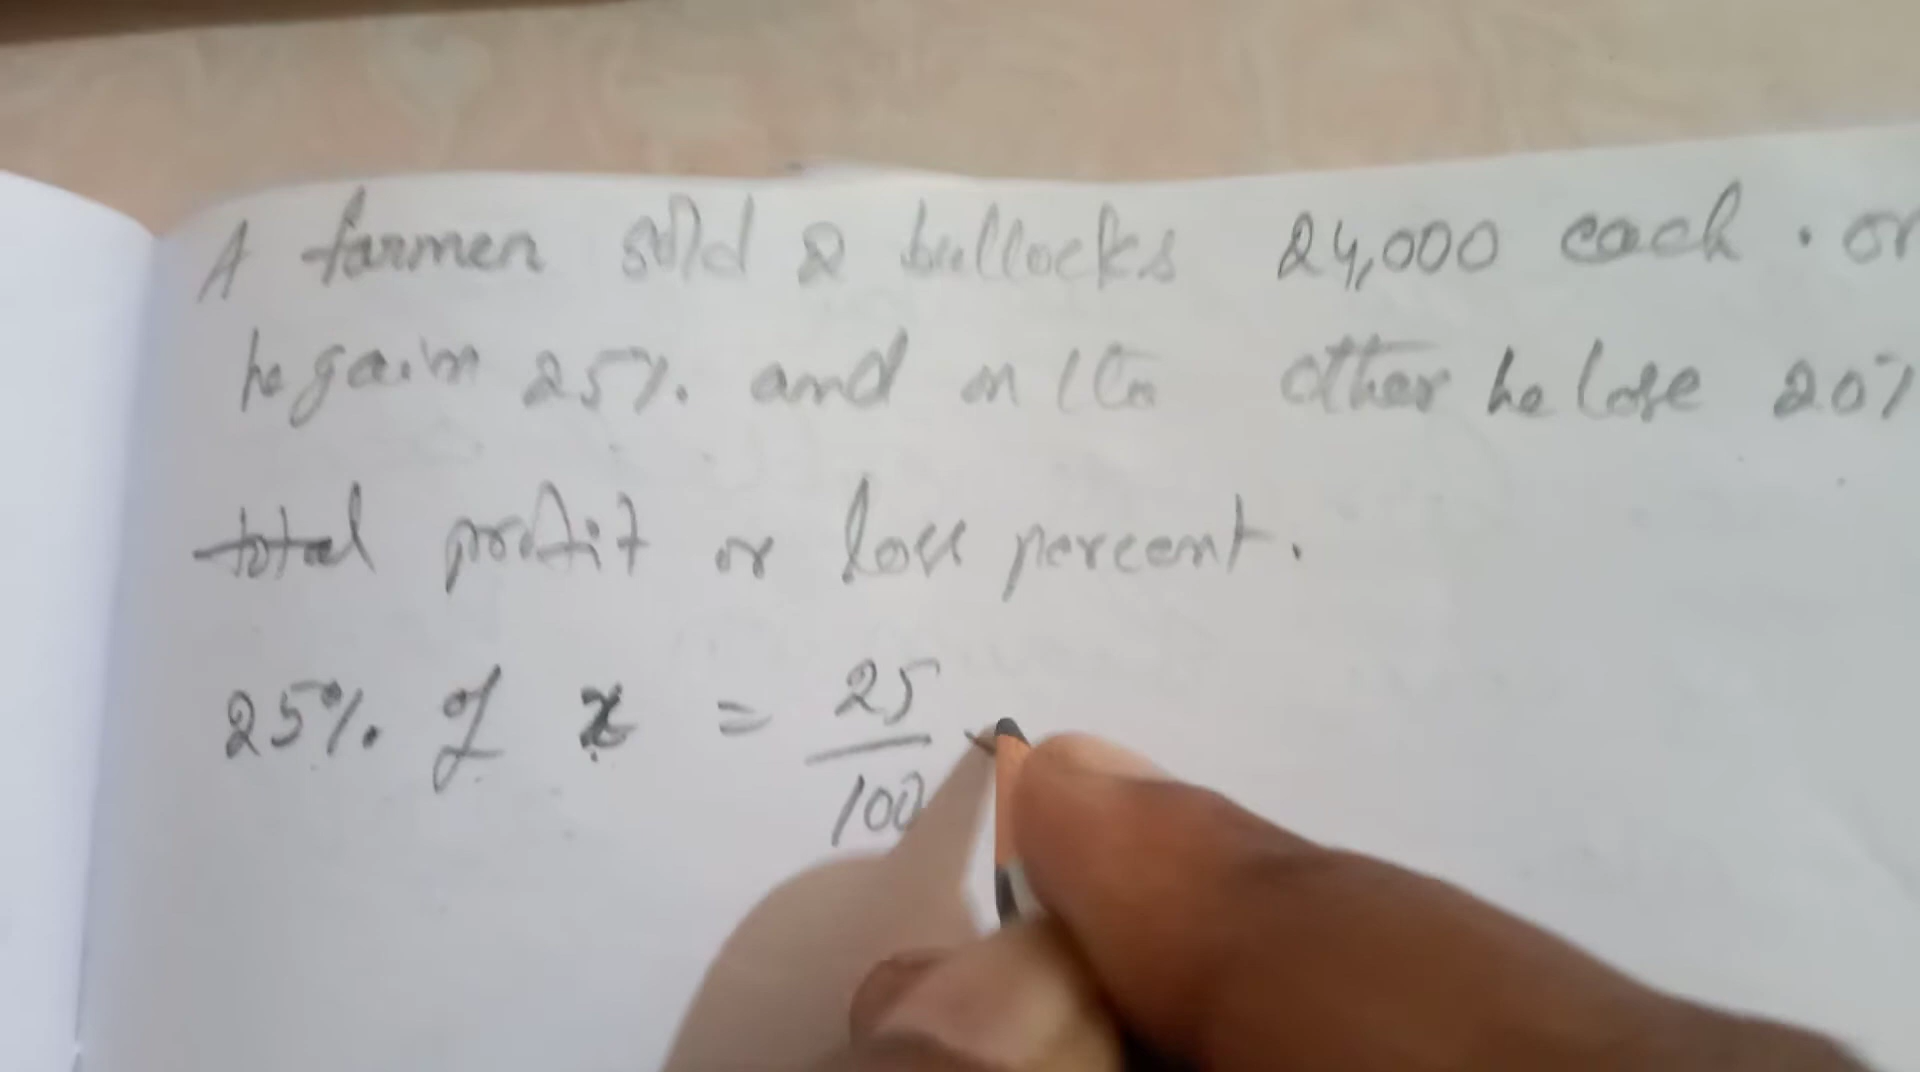 A farmer sold 2 bullocks 24,000 each. on
he gain 25%. and on the other he lose 20%
total profit or loss percent.
25% of x = 25/100 ×